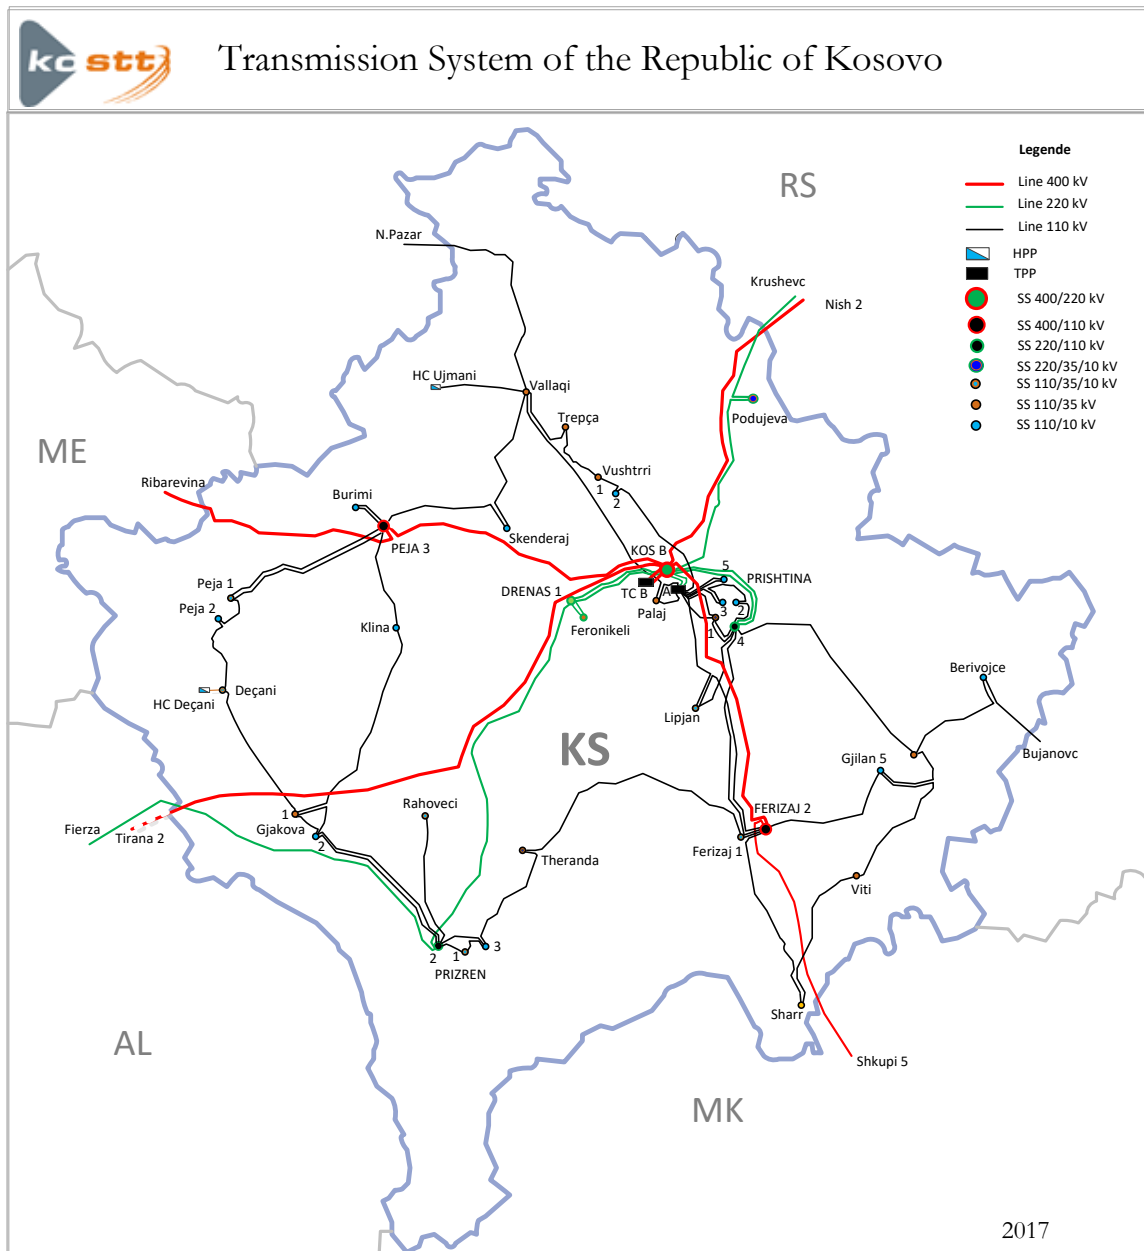 kostt
Transmission System of the Republic of Kosovo
Legende
Line 400 kV
Line 220 kV
Line 110 kV
HPP
TPP
SS 400/220 kV
SS 400/110 kV
SS 220/110 kV
SS 220/35/10 kV
SS 110/35/10 kV
SS 110/35 kV
SS 110/10 kV
RS
N.Pazar
Krushevc
Nish 2
HC Ujmani
Vallaqi
Trepça
Podujeva
ME
Ribarevina
Burimi
Vushtrri
1
2
Skenderaj
PEJA 3
KOS B
5
PRISHTINA
Peja 1
DRENAS 1
TC B
A
Peja 2
Feronikeli
Palaj
3
2
1
4
Klina
Deçani
HC Deçani
Berivojce
Lipjan
KS
Bujanovc
Gjilan 5
Rahoveci
FERIZAJ 2
1
Gjakova
2
Fierza
Tirana 2
Ferizaj 1
Theranda
Viti
2
1
3
PRIZREN
Sharr
AL
Shkupi 5
MK
2017